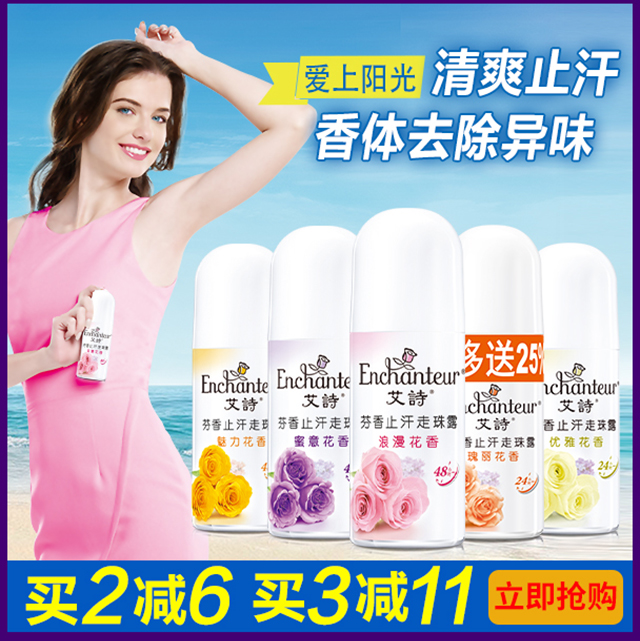 爱上阳光 清爽止汗
香体去除异味
Enchanteur
艾詩
芬香止汗走珠露
魅力花香
Enchanteur
艾詩
芬香止汗走珠露
蜜意花香
Enchanteur®
艾詩®
芬香止汗走珠露
浪漫花香
48
多送25%
Enchanteur
艾詩®
香止汗走珠露
瑰丽花香
24
Enchanteur
艾詩®
香止汗走珠露
优雅花香
24
Enchanteur
买2减6 买3减11 立即抢购